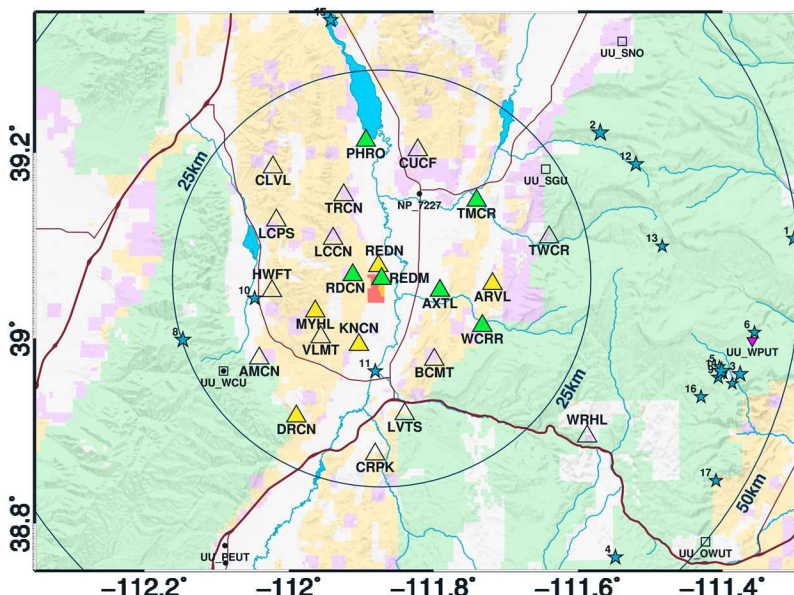 15
UU_SNO
2
39.2°
PHRO
CUCF
12
25km
CLVL
UU_SGU
TRCN
NP_7227
TMCR
LCPS
LCCN
TWCR
1
13
REDN
HWFT
RDCN
REDM
10
AXTL
ARVL
MYHL
39°
8
KNCN
WCRR
6
VLMT
UU_WPUT
AMCN
11
BCMT
5
3
UU_WCU
9
25km
16
DRCN
LVTS
WRHL
CRPK
17
50km
38.8°
UU_PEUT
4
UU_OWUT
−112.2°
−112°
−111.8°
−111.6°
−111.4°